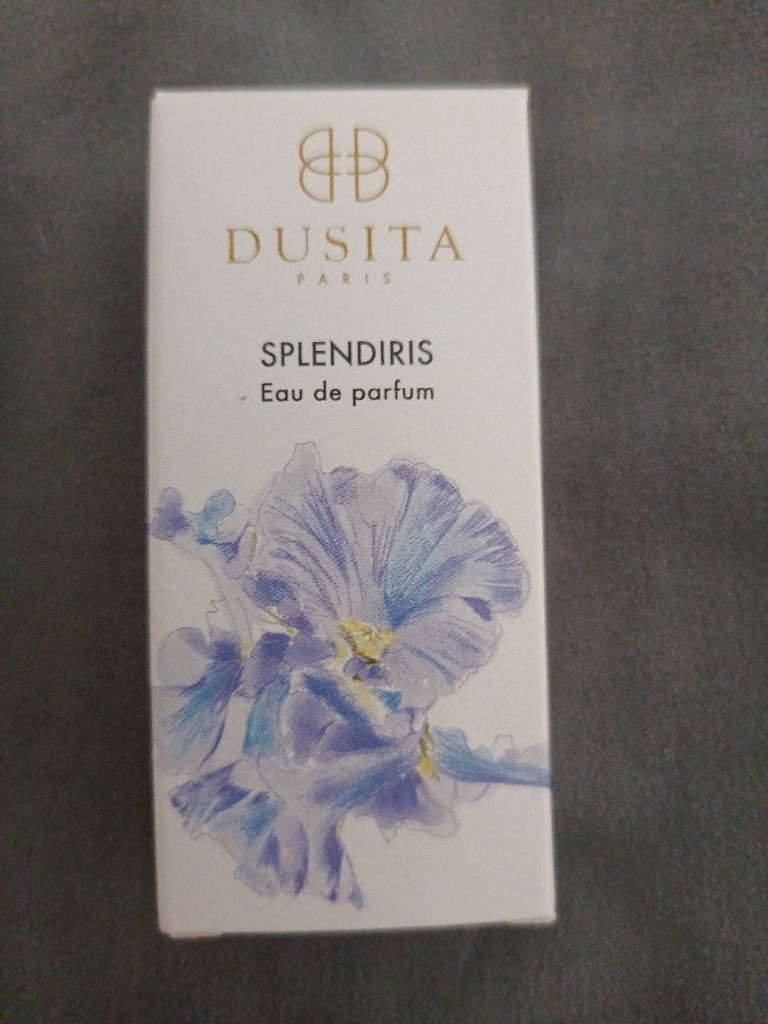 DUSITA
PARIS
SPLENDIRIS
Eau de parfum